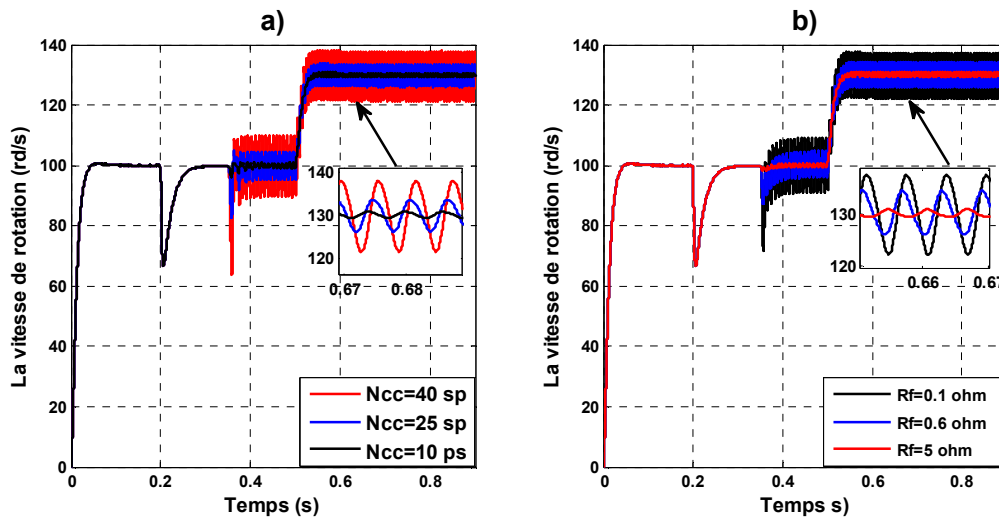 a)
La vitesse de rotation (rd/s)
140
120
100
80
60
40
20
0
0
0.2
0.4
0.6
0.8
Temps (s)
140
130
120
0.67
0.68
Ncc=40 sp
Ncc=25 sp
Ncc=10 ps
b)
La vitesse de rotation (rd/s)
140
120
100
80
60
40
20
0
0
0.2
0.4
0.6
0.8
Temps s)
130
120
0.66
0.67
Rf=0.1 ohm
Rf=0.6 ohm
Rf=5 ohm